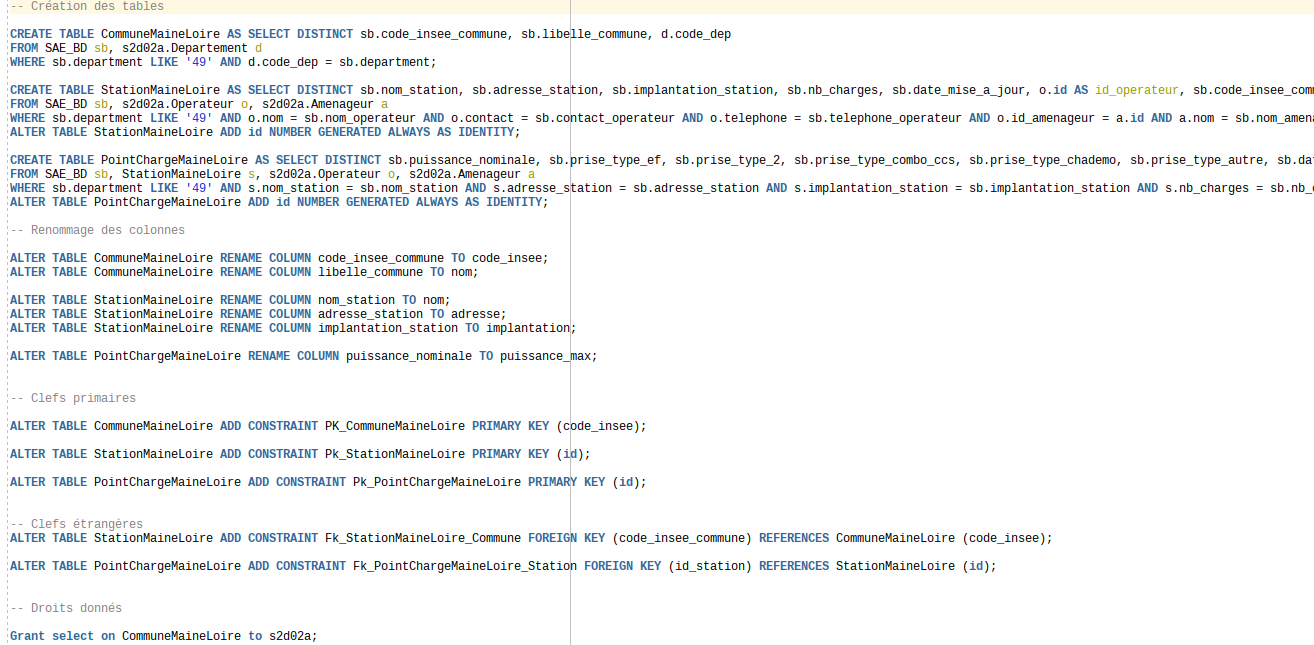 -- Création des tables
CREATE TABLE CommuneMaineLoire AS SELECT DISTINCT sb.code_insee_commune, sb.libelle_commune, d.code_dep
FROM SAE_BD sb, s2d02a.Departement d
WHERE sb.department LIKE '49' AND d.code_dep = sb.department;
CREATE TABLE StationMaineLoire AS SELECT DISTINCT sb.nom_station, sb.adresse_station, sb.implantation_station, sb.nb_charges, sb.date_mise_a_jour, o.id AS id_operateur,
FROM SAE_BD sb, s2d02a.Operateur o, s2d02a.Amenageur a
WHERE sb.department LIKE '49' AND o.nom = sb.nom_operateur AND o.contact = sb.contact_operateur AND o.telephone = sb.telephone_operateur AND o.id_amenageur = a.id AND a.nom =
ALTER TABLE StationMaineLoire ADD id NUMBER GENERATED ALWAYS AS IDENTITY;
CREATE TABLE PointChargeMaineLoire AS SELECT DISTINCT sb.puissance_nominale, sb.prise_type_ef, sb.prise_type_2, sb.prise_type_combo_ccs, sb.prise_type_chademo, sb.prise_type_autre,
FROM SAE_BD sb, StationMaineLoire s, s2d02a.Operateur o, s2d02a.Amenageur a
WHERE sb.department LIKE '49' AND s.nom_station = sb.nom_station AND s.adresse_station = sb.adresse_station AND s.implantation_station = sb.implantation_station AND s.nb_charges =
ALTER TABLE PointChargeMaineLoire ADD id NUMBER GENERATED ALWAYS AS IDENTITY;
-- Renommage des colonnes
ALTER TABLE CommuneMaineLoire RENAME COLUMN code_insee_commune TO code_insee;
ALTER TABLE CommuneMaineLoire RENAME COLUMN libelle_commune TO nom;
ALTER TABLE StationMaineLoire RENAME COLUMN nom_station TO nom;
ALTER TABLE StationMaineLoire RENAME COLUMN adresse_station TO adresse;
ALTER TABLE StationMaineLoire RENAME COLUMN implantation_station TO implantation;
ALTER TABLE PointChargeMaineLoire RENAME COLUMN puissance_nominale TO puissance_max;
-- Clefs primaires
ALTER TABLE CommuneMaineLoire ADD CONSTRAINT PK_CommuneMaineLoire PRIMARY KEY (code_insee);
ALTER TABLE StationMaineLoire ADD CONSTRAINT Pk_StationMaineLoire PRIMARY KEY (id);
ALTER TABLE PointChargeMaineLoire ADD CONSTRAINT Pk_PointChargeMaineLoire PRIMARY KEY (id);
-- Clefs étrangères
ALTER TABLE StationMaineLoire ADD CONSTRAINT Fk_StationMaineLoire_Commune FOREIGN KEY (code_insee_commune) REFERENCES CommuneMaineLoire (code_insee);
ALTER TABLE PointChargeMaineLoire ADD CONSTRAINT Fk_PointChargeMaineLoire_Station FOREIGN KEY (id_station) REFERENCES StationMaineLoire (id);
-- Droits donnés
Grant select on CommuneMaineLoire to s2d02a;